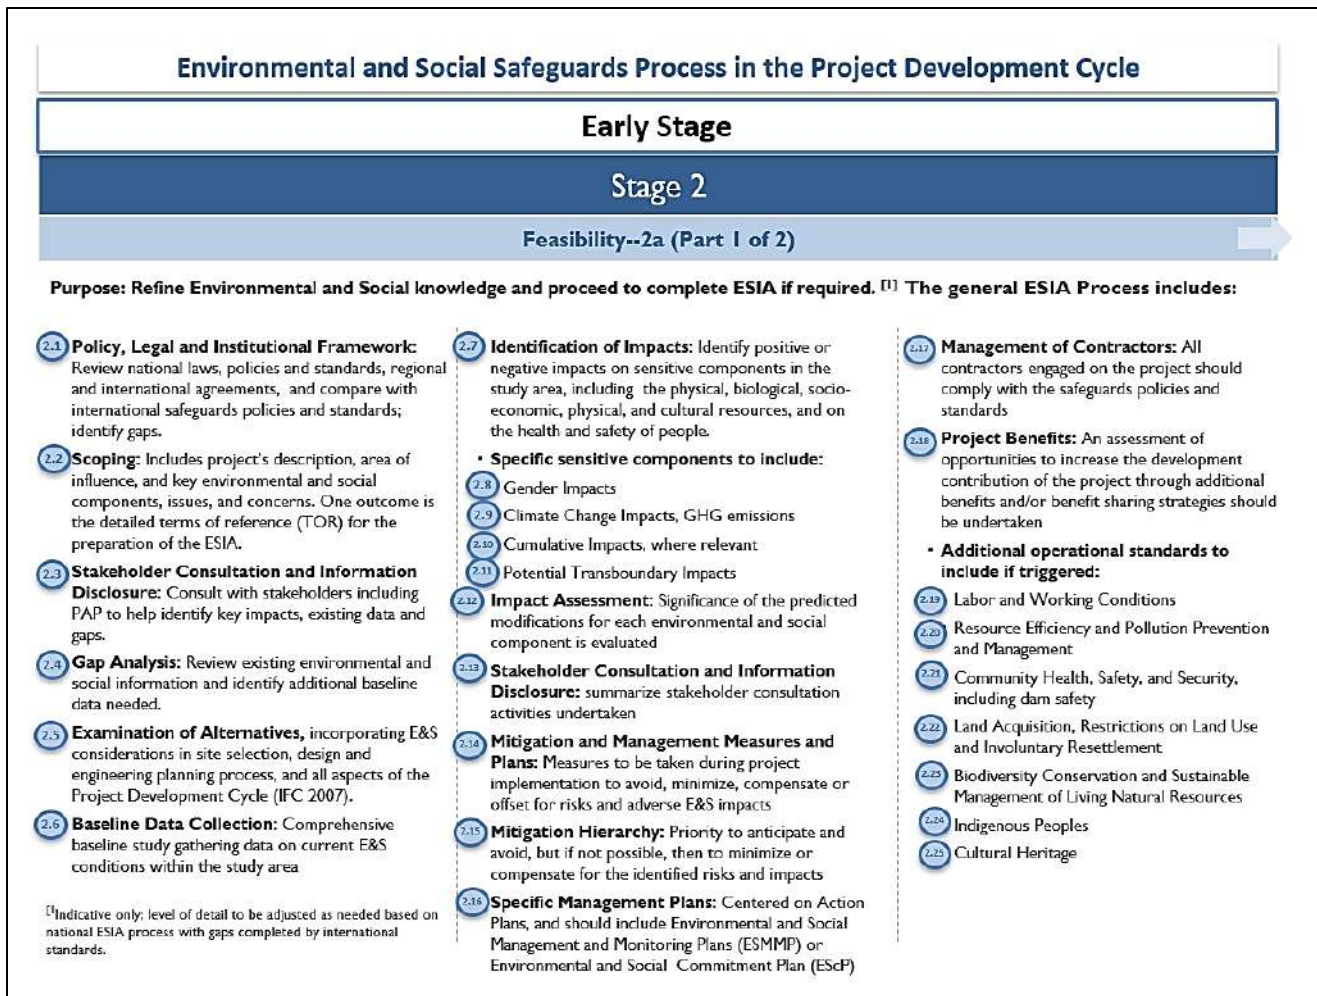 Environmental and Social Safeguards Process in the Project Development Cycle
Early Stage
Stage 2
Feasibility--2a (Part 1 of 2)
Purpose: Refine Environmental and Social knowledge and proceed to complete ESIA if required. [1] The general ESIA Process includes:
2.1 Policy, Legal and Institutional Framework:
Review national laws, policies and standards, regional
and international agreements, and compare with
international safeguards policies and standards;
identify gaps.
2.2 Scoping: Includes project's description, area of
influence, and key environmental and social
components, issues, and concerns. One outcome is
the detailed terms of reference (TOR) for the
preparation of the ESIA.
2.3 Stakeholder Consultation and Information
Disclosure: Consult with stakeholders including
PAP to help identify key impacts, existing data and
gaps.
2.4 Gap Analysis: Review existing environmental and
social information and identify additional baseline
data needed.
2.5 Examination of Alternatives, incorporating E&S
considerations in site selection, design and
engineering planning process, and all aspects of the
Project Development Cycle (IFC 2007).
2.6 Baseline Data Collection: Comprehensive
baseline study gathering data on current E&S
conditions within the study area
[1]Indicative only; level of detail to be adjusted as needed based on
national ESIA process with gaps completed by international
standards.
2.7 Identification of Impacts: Identify positive or
negative impacts on sensitive components in the
study area, including the physical, biological, socio-
economic, physical, and cultural resources, and on
the health and safety of people.
• Specific sensitive components to include:
2.8 Gender Impacts
2.9 Climate Change Impacts, GHG emissions
2.10 Cumulative Impacts, where relevant
2.11 Potential Transboundary Impacts
2.12 Impact Assessment: Significance of the predicted
modifications for each environmental and social
component is evaluated
2.13 Stakeholder Consultation and Information
Disclosure: summarize stakeholder consultation
activities undertaken
2.14 Mitigation and Management Measures and
Plans: Measures to be taken during project
implementation to avoid, minimize, compensate or
offset for risks and adverse E&S impacts
2.15 Mitigation Hierarchy: Priority to anticipate and
avoid, but if not possible, then to minimize or
compensate for the identified risks and impacts
2.16 Specific Management Plans: Centered on Action
Plans, and should include Environmental and Social
Management and Monitoring Plans (ESMMP) or
Environmental and Social Commitment Plan (EScP)
2.17 Management of Contractors: All
contractors engaged on the project should
comply with the safeguards policies and
standards
2.18 Project Benefits: An assessment of
opportunities to increase the development
contribution of the project through additional
benefits and/or benefit sharing strategies should
be undertaken
• Additional operational standards to
include if triggered:
2.19 Labor and Working Conditions
2.20 Resource Efficiency and Pollution Prevention
and Management
2.21 Community Health, Safety, and Security,
including dam safety
2.22 Land Acquisition, Restrictions on Land Use
and Involuntary Resettlement
2.23 Biodiversity Conservation and Sustainable
Management of Living Natural Resources
2.24 Indigenous Peoples
2.25 Cultural Heritage